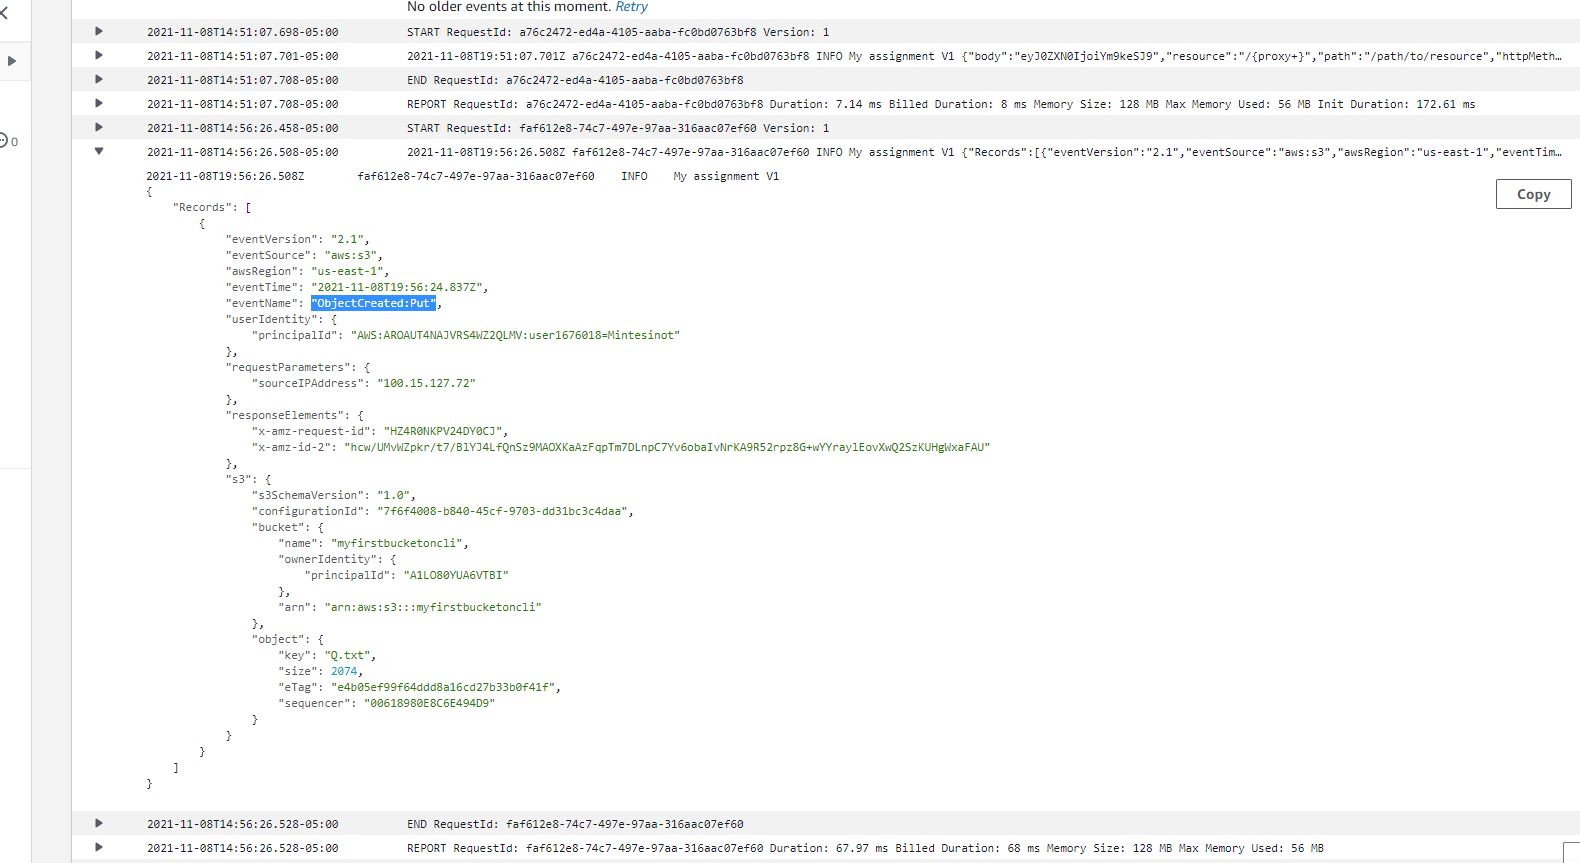 No older events at this moment. Retry
2021-11-08T14:51:07.698-05:00 START RequestId: a76c2472-ed4a-4105-aaba-fc0bd0763bf8 Version: 1
2021-11-08T14:51:07.701-05:00 2021-11-08T19:51:07.701Z a76c2472-ed4a-4105-aaba-fc0bd0763bf8 INFO My assignment V1 {"body":"eyJ0ZXN0IjoiYm9keSJ9","resource":"/{proxy+}","path":"/path/to/resource","httpMeth…
2021-11-08T14:51:07.708-05:00 END RequestId: a76c2472-ed4a-4105-aaba-fc0bd0763bf8
2021-11-08T14:51:07.708-05:00 REPORT RequestId: a76c2472-ed4a-4105-aaba-fc0bd0763bf8 Duration: 7.14 ms Billed Duration: 8 ms Memory Size: 128 MB Max Memory Used: 56 MB Init Duration: 172.61 ms
2021-11-08T14:56:26.458-05:00 START RequestId: faf612e8-74c7-497e-97aa-316aac07ef60 Version: 1
0
2021-11-08T14:56:26.508-05:00 2021-11-08T19:56:26.508Z faf612e8-74c7-497e-97aa-316aac07ef60 INFO My assignment V1 {"Records":[{"eventVersion":"2.1","eventSource":"aws:s3","awsRegion":"us-east-1","eventTim…
2021-11-08T19:56:26.508Z faf612e8-74c7-497e-97aa-316aac07ef60 INFO My assignment V1
{
Copy
"Records": [
{
"eventVersion": "2.1",
"eventSource": "aws:s3",
"awsRegion": "us-east-1",
"eventTime": "2021-11-08T19:56:24.837Z",
"eventName": "ObjectCreated:Put",
"userIdentity": {
"principalId": "AWS:AROAUT4NAJVRS4WZ2QLMV:user1676018=Mintesinot"
},
"requestParameters": {
"sourceIPAddress": "100.15.127.72"
},
"responseElements": {
"x-amz-request-id": "HZ4R0NKPV24DY0CJ",
"x-amz-id-2": "hcw/UMvWZpkr/t7/BlYJ4LfQnSz9MAOXKaAzFqpTm7DLnpC7Yv6obaIvNrKA9R52rpz8G+wYYraylEovXwQ2SzKUHgWxaFAU"
},
"s3": {
"s3SchemaVersion": "1.0",
"configurationId": "7f6f4008-b840-45cf-9703-dd31bc3c4daa",
"bucket": {
"name": "myfirstbucketoncli",
"ownerIdentity": {
"principalId": "A1LO80YUA6VTBI"
},
"arn": "arn:aws:s3:::myfirstbucketoncli"
},
"object": {
"key": "Q.txt",
"size": 2074,
"eTag": "e4b05ef99f64ddd8a16cd27b33b0f41f",
"sequencer": "00618980E8C6E494D9"
}
}
}
]
}
2021-11-08T14:56:26.528-05:00 END RequestId: faf612e8-74c7-497e-97aa-316aac07ef60
2021-11-08T14:56:26.528-05:00 REPORT RequestId: faf612e8-74c7-497e-97aa-316aac07ef60 Duration: 67.97 ms Billed Duration: 68 ms Memory Size: 128 MB Max Memory Used: 56 MB